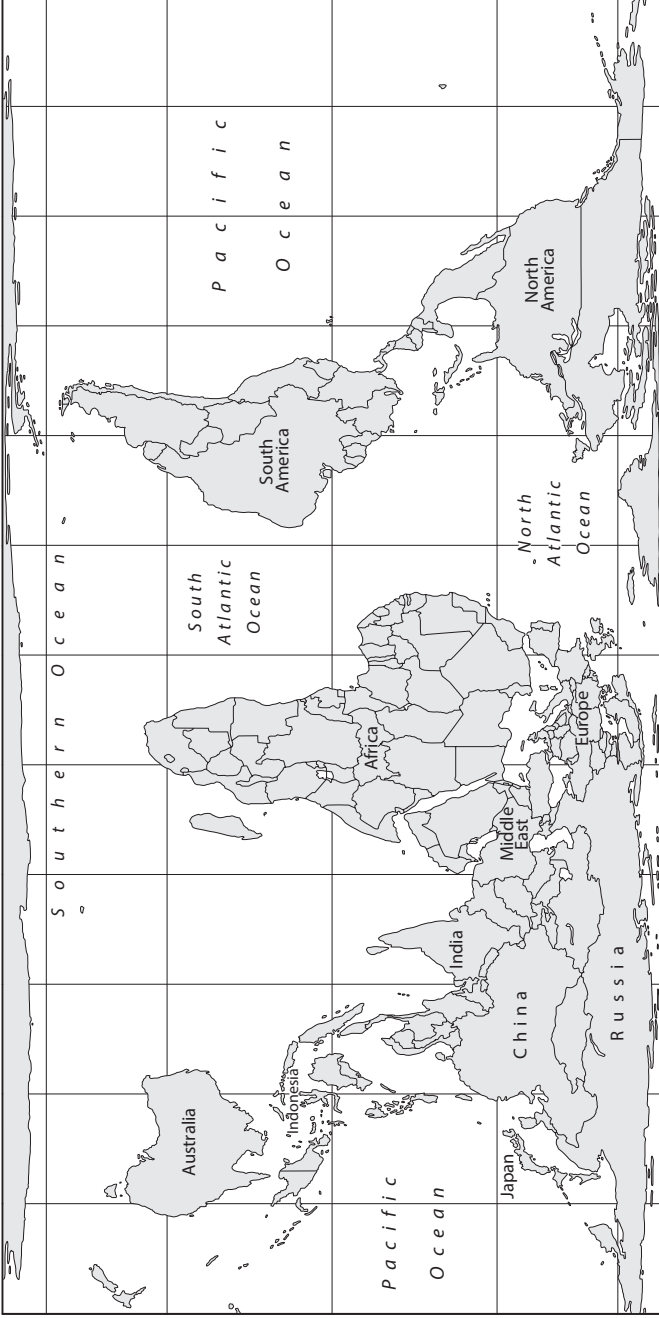 Southern Ocean
Australia
South
Atlantic
Ocean
Pacific
Ocean
South
America
Indonesia
Africa
Pacific
Ocean
India
Japan
China
Middle
East
North
Atlantic
Ocean
North
America
Europe
Russia